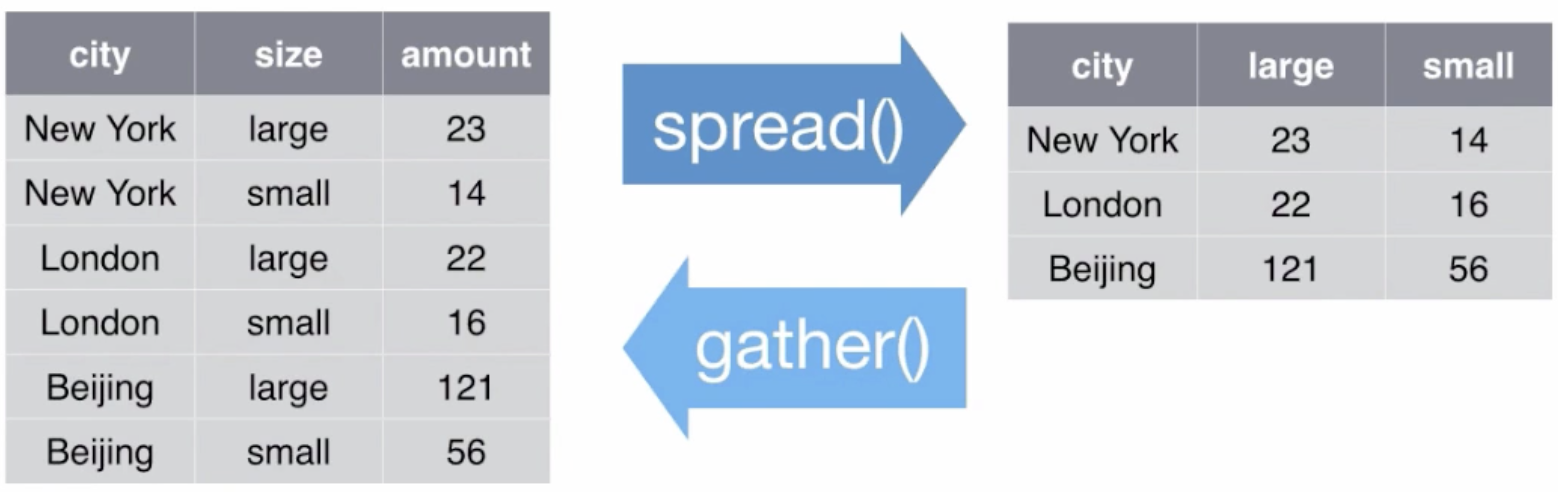 city size amount
New York large 23
New York small 14
London large 22
London small 16
Beijing large 121
Beijing small 56
spread()
gather()
city large small
New York 23 14
London 22 16
Beijing 121 56